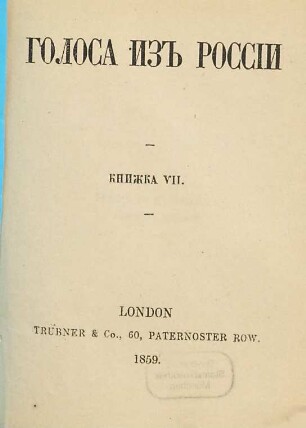 ГОЛОСА ИЗЪ РОССІИ
КНИЖКА VII.
LONDON
TRÜBNER & Co., 60, PATERNOSTER ROW.
1859.